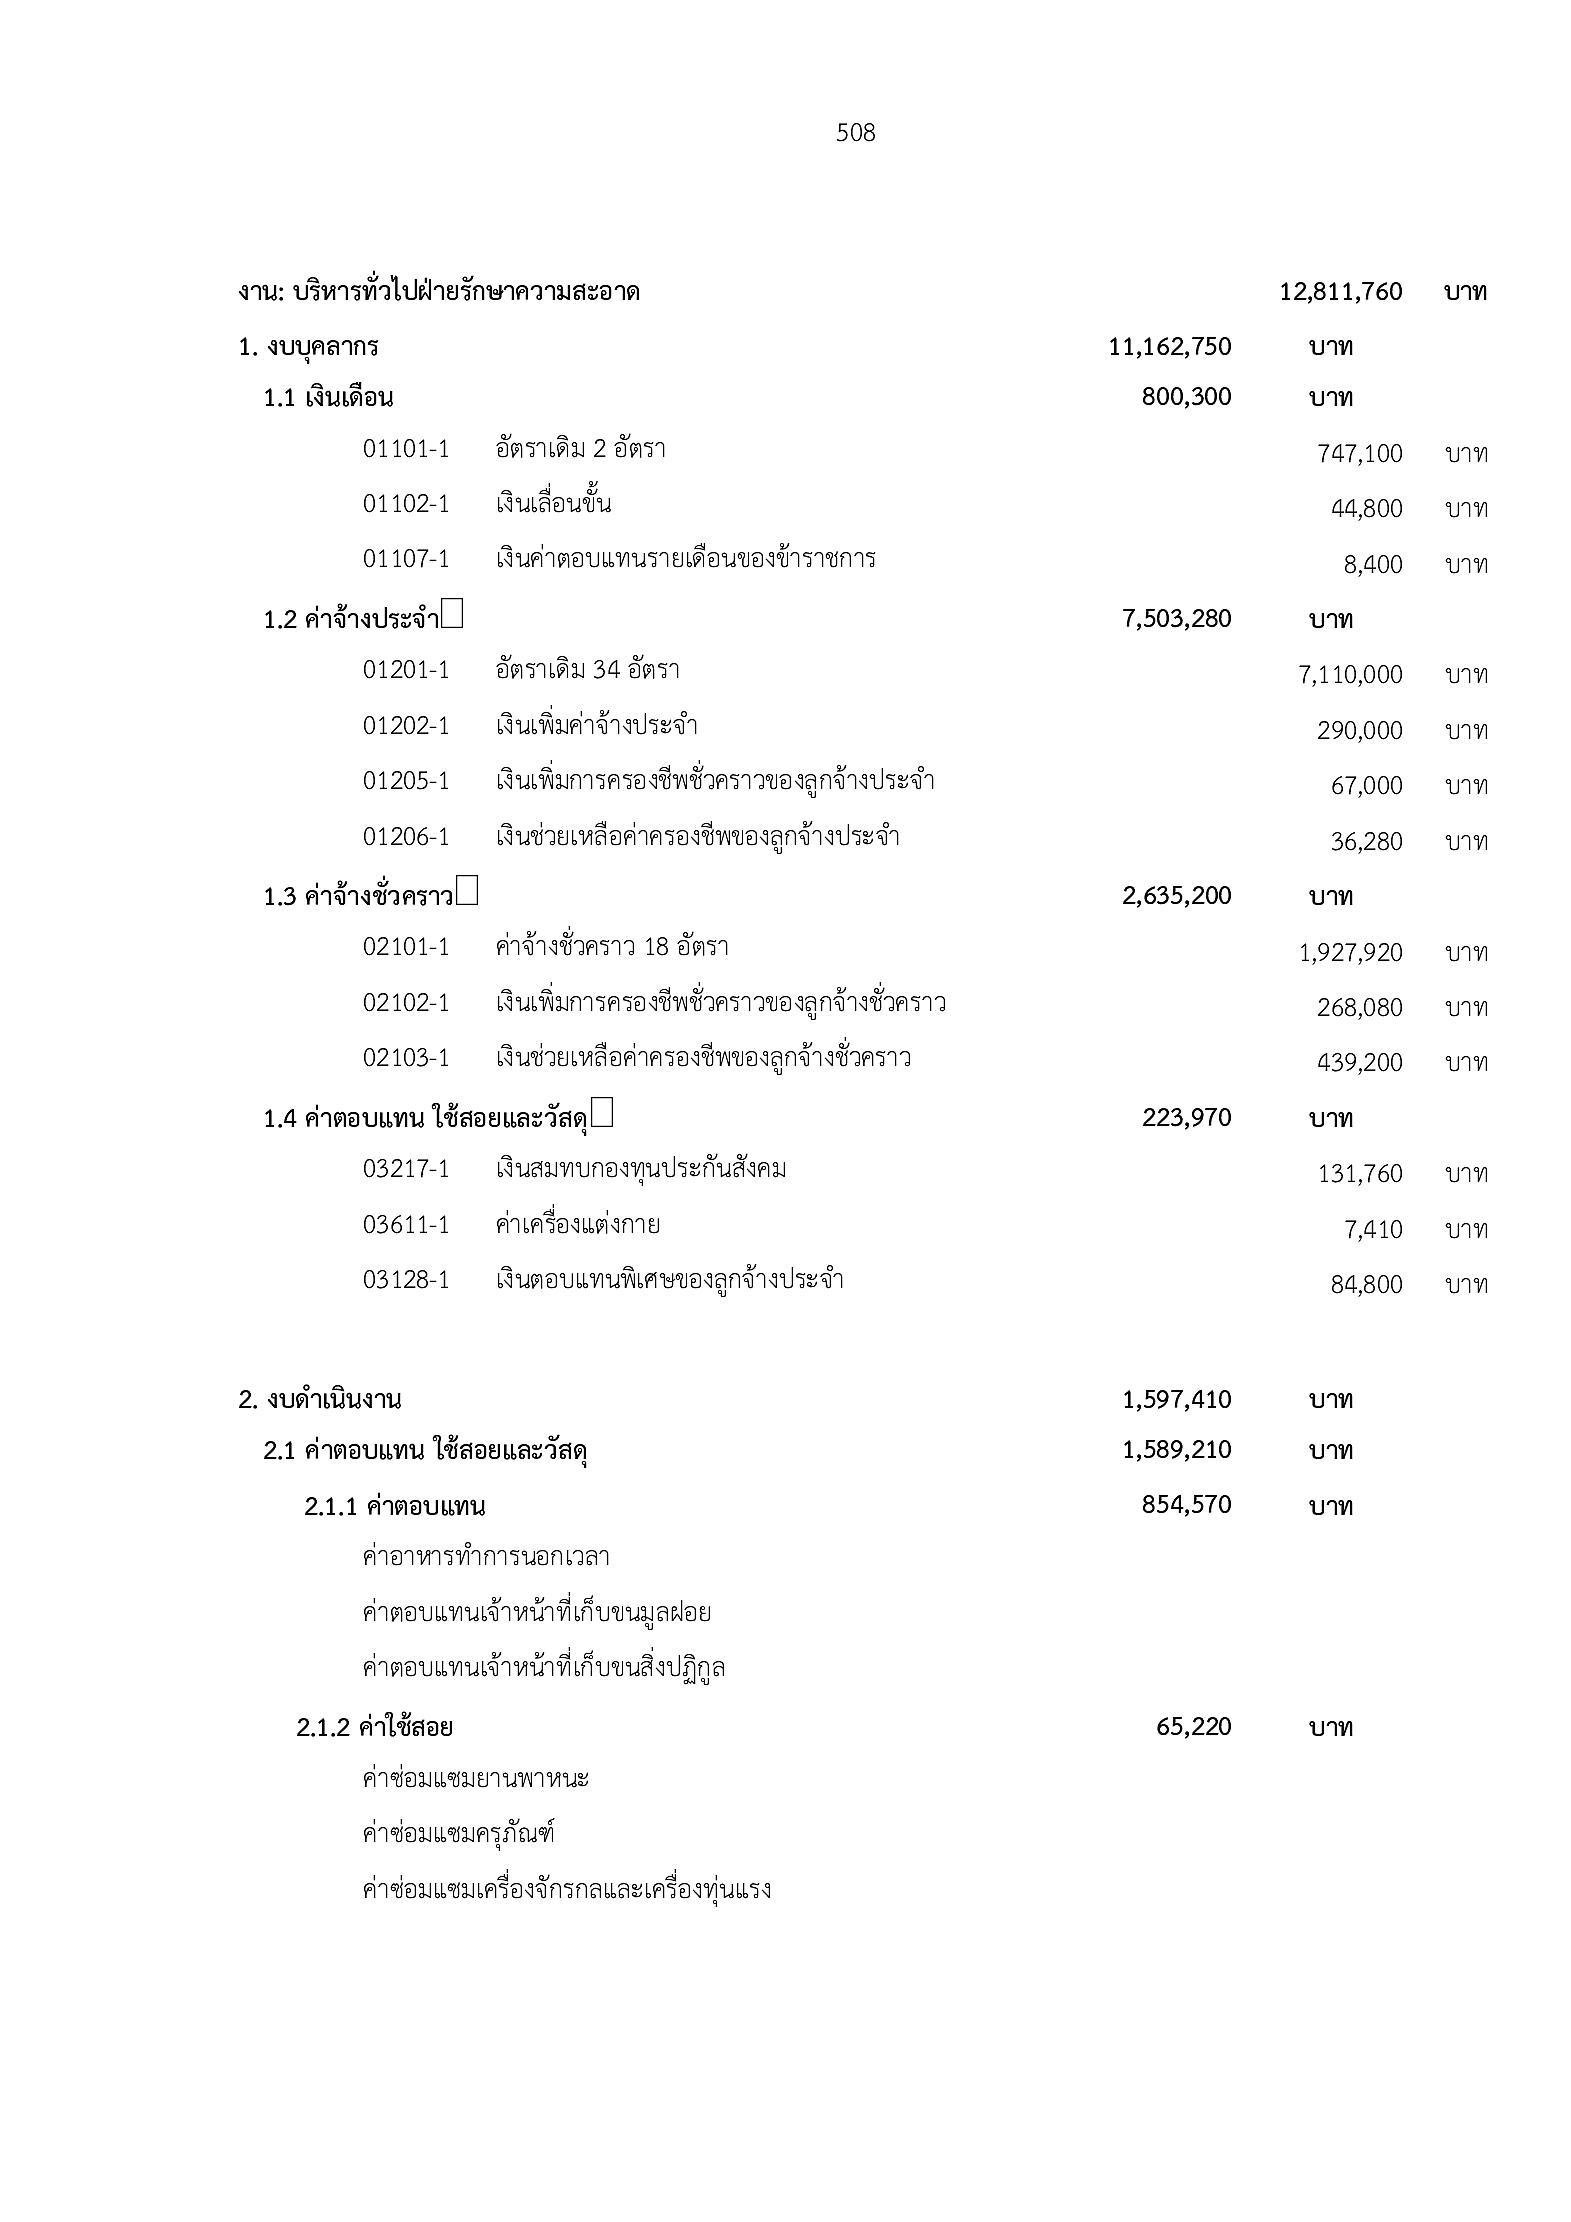 508
งาน: บริหารทั่วไปฝ่ายรักษาความสะอาด 12,811,760 บาท
1. งบบุคลากร 11,162,750 บาท
1.1 เงินเดือน 800,300 บาท
01101-1 อัตราเดิม 2 อัตรา 747,100 บาท
01102-1 เงินเลื่อนขั้น 44,800 บาท
01107-1 เงินค่าตอบแทนรายเดือนของข้าราชการ 8,400 บาท
1.2 ค่าจ้างประจำ 7,503,280 บาท
01201-1 อัตราเดิม 34 อัตรา 7,110,000 บาท
01202-1 เงินเพิ่มค่าจ้างประจำ 290,000 บาท
01205-1 เงินเพิ่มการครองชีพชั่วคราวของลูกจ้างประจำ 67,000 บาท
01206-1 เงินช่วยเหลือค่าครองชีพของลูกจ้างประจำ 36,280 บาท
1.3 ค่าจ้างชั่วคราว 2,635,200 บาท
02101-1 ค่าจ้างชั่วคราว 18 อัตรา 1,927,920 บาท
02102-1 เงินเพิ่มการครองชีพชั่วคราวของลูกจ้างชั่วคราว 268,080 บาท
02103-1 เงินช่วยเหลือค่าครองชีพของลูกจ้างชั่วคราว 439,200 บาท
1.4 ค่าตอบแทน ใช้สอยและวัสดุ 223,970 บาท
03217-1 เงินสมทบกองทุนประกันสังคม 131,760 บาท
03611-1 ค่าเครื่องแต่งกาย 7,410 บาท
03128-1 เงินตอบแทนพิเศษของลูกจ้างประจำ 84,800 บาท
2. งบดำเนินงาน 1,597,410 บาท
2.1 ค่าตอบแทน ใช้สอยและวัสดุ 1,589,210 บาท
2.1.1 ค่าตอบแทน 854,570 บาท
ค่าอาหารทำการนอกเวลา
ค่าตอบแทนเจ้าหน้าที่เก็บขนมูลฝอย
ค่าตอบแทนเจ้าหน้าที่เก็บขนสิ่งปฏิกูล
2.1.2 ค่าใช้สอย 65,220 บาท
ค่าซ่อมแซมยานพาหนะ
ค่าซ่อมแซมครุภัณฑ์
ค่าซ่อมแซมเครื่องจักรกลและเครื่องทุ่นแรง